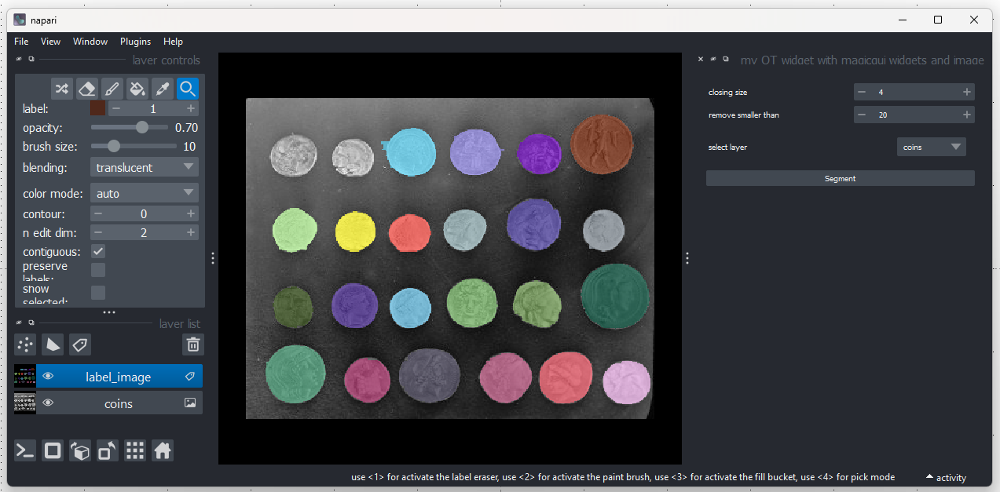 napari
File View Window Plugins Help
layer controls
label: 1
opacity: 0.70
brush size: 10
blending: translucent
color mode: auto
contour: 0
n edit dim: 2
contiguous:
preserve
labels:
show
selected:
layer list
label_image
coins
my QT widget with magicgui widgets and image
closing size 4
remove smaller than 20
select layer coins
Segment
use <1> for activate the label eraser, use <2> for activate the paint brush, use <3> for activate the fill bucket, use <4> for pick mode
activity